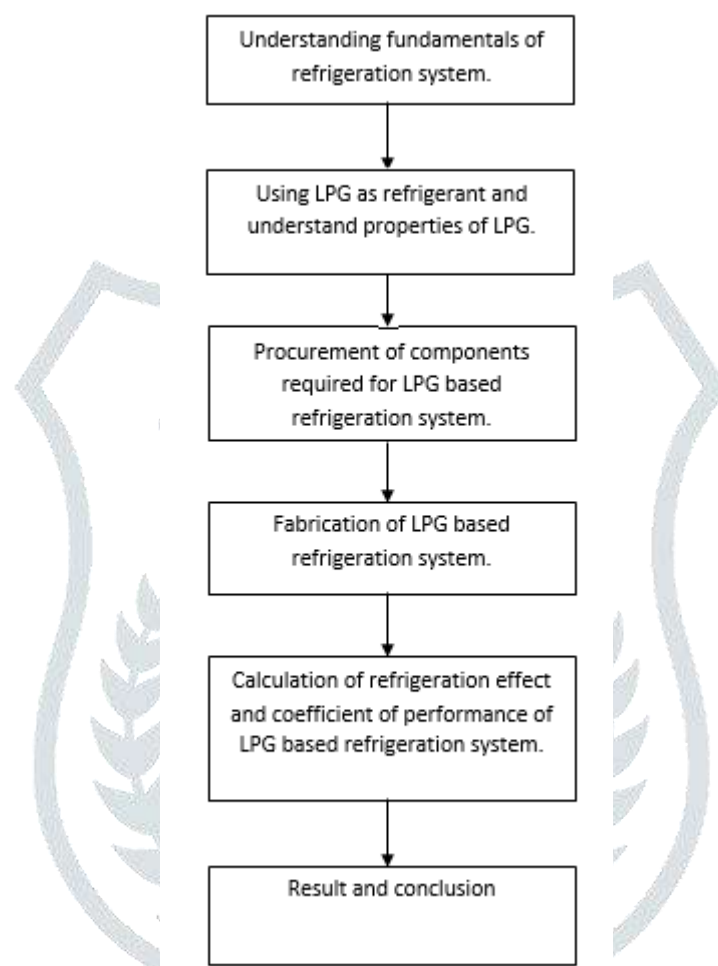 Understanding fundamentals of
refrigeration system.
Using LPG as refrigerant and
understand properties of LPG.
Procurement of components
required for LPG based
refrigeration system.
Fabrication of LPG based
refrigeration system.
Calculation of refrigeration effect
and coefficient of performance of
LPG based refrigeration system.
Result and conclusion